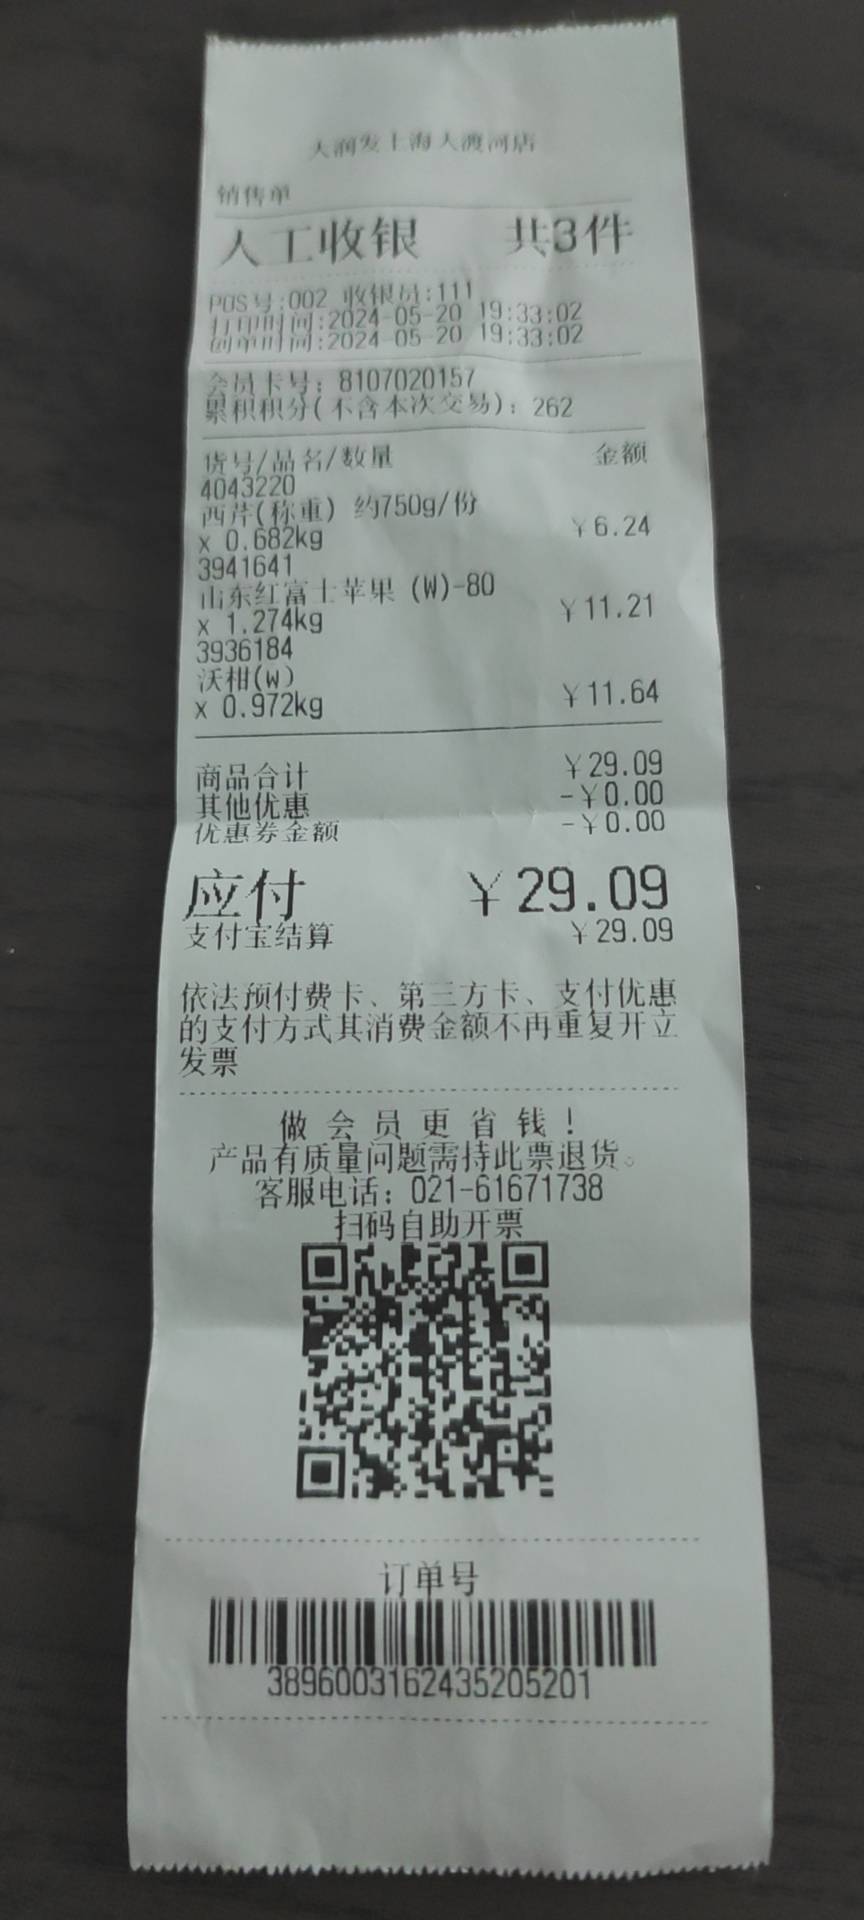 大润发上海大渡河店
销售单
人工收银 共3件
POS号:002 收银员:111
打印时间:2024-05-20 19:33:02
创单时间:2024-05-20 19:33:02
会员卡号: 8107020157
累积积分(不含本次交易): 262
货号/品名/数量 金额
4043220
西芹(称重) 约750g/份
x 0.682kg ¥6.24
3941641
山东红富士苹果 (W)-80
x 1.274kg ¥11.21
3936184
沃柑(W)
x 0.972kg ¥11.64
商品合计 ¥29.09
其他优惠 -¥0.00
优惠券金额 -¥0.00
应付 ¥29.09
支付宝结算 ¥29.09
依法预付费卡、第三方卡、支付优惠
的支付方式其消费金额不再重复开立
发票
做会员更省钱!
产品有质量问题需持此票退货。
客服电话: 021-61671738
扫码自助开票
订单号
3896003162435205201